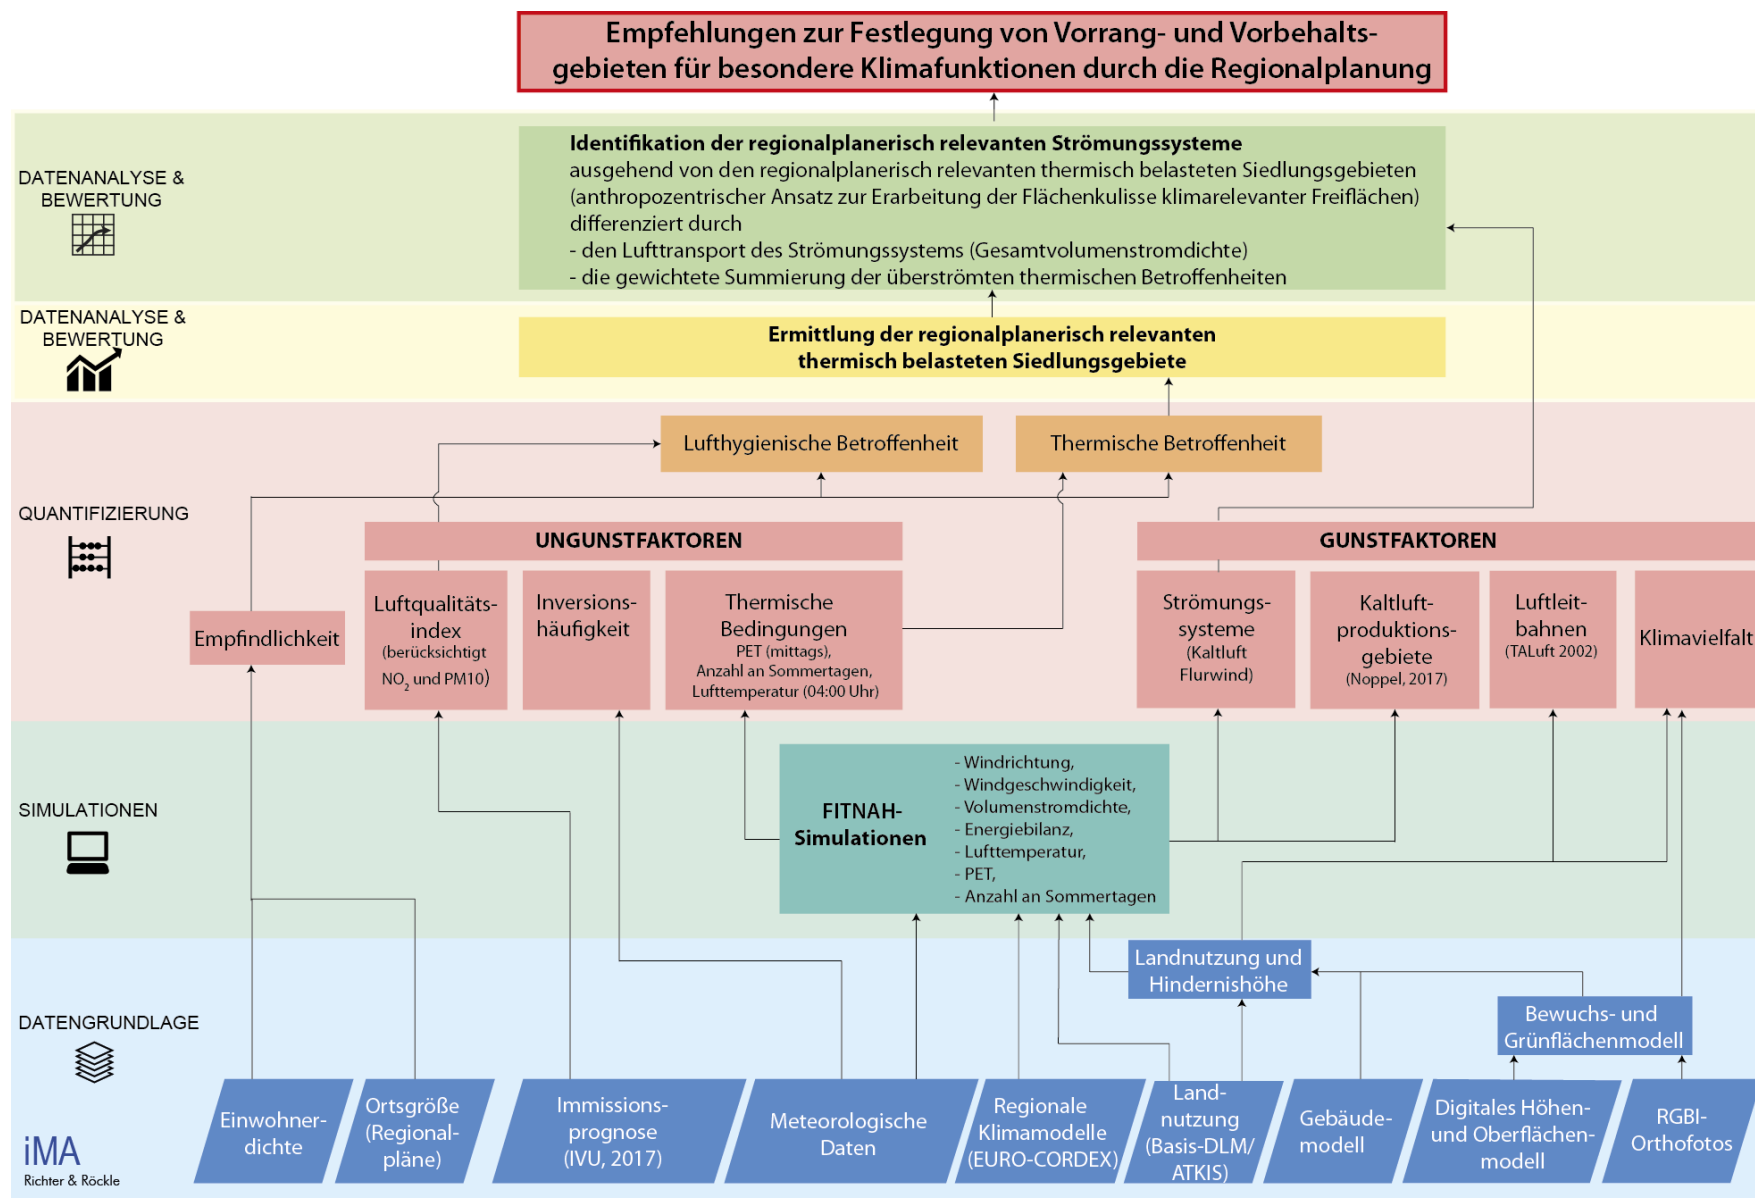 Empfehlungen zur Festlegung von Vorrang- und Vorbehalts-
gebieten für besondere Klimafunktionen durch die Regionalplanung
DATENANALYSE &
BEWERTUNG
Identifikation der regionalplanerisch relevanten Strömungssysteme
ausgehend von den regionalplanerisch relevanten thermisch belasteten Siedlungsgebieten
(anthropozentrischer Ansatz zur Erarbeitung der Flächenkulisse klimarelevanter Freiflächen)
differenziert durch
- den Lufttransport des Strömungssystems (Gesamtvolumenstromdichte)
- die gewichtete Summierung der überströmten thermischen Betroffenheiten
DATENANALYSE &
BEWERTUNG
Ermittlung der regionalplanerisch relevanten
thermisch belasteten Siedlungsgebiete
QUANTIFIZIERUNG
Lufthygienische Betroffenheit
Thermische Betroffenheit
UNGUNSTFAKTOREN
GUNSTFAKTOREN
Empfindlichkeit
Luftqualitäts-
index
(berücksichtigt
NO2 und PM10)
Inversions-
häufigkeit
Thermische
Bedingungen
PET (mittags),
Anzahl an Sommertagen,
Lufttemperatur (04:00 Uhr)
Strömungs-
systeme
(Kaltluft
Flurwind)
Kaltluft-
produktions-
gebiete
(Noppel, 2017)
Luftleit-
bahnen
(TALuft 2002)
Klimavielfalt
SIMULATIONEN
FITNAH-
Simulationen
- Windrichtung,
- Windgeschwindigkeit,
- Volumenstromdichte,
- Energiebilanz,
- Lufttemperatur,
- PET,
- Anzahl an Sommertagen
DATENGRUNDLAGE
Landnutzung und
Hindernishöhe
Bewuchs- und
Grünflächenmodell
Einwohner-
dichte
Ortsgröße
(Regional-
pläne)
Immissions-
prognose
(IVU, 2017)
Meteorologische
Daten
Regionale
Klimamodelle
(EURO-CORDEX)
Land-
nutzung
(Basis-DLM/
ATKIS)
Gebäude-
modell
Digitales Höhen-
und Oberflächen-
modell
RGBI-
Orthofotos
iMA
Richter & Röckle